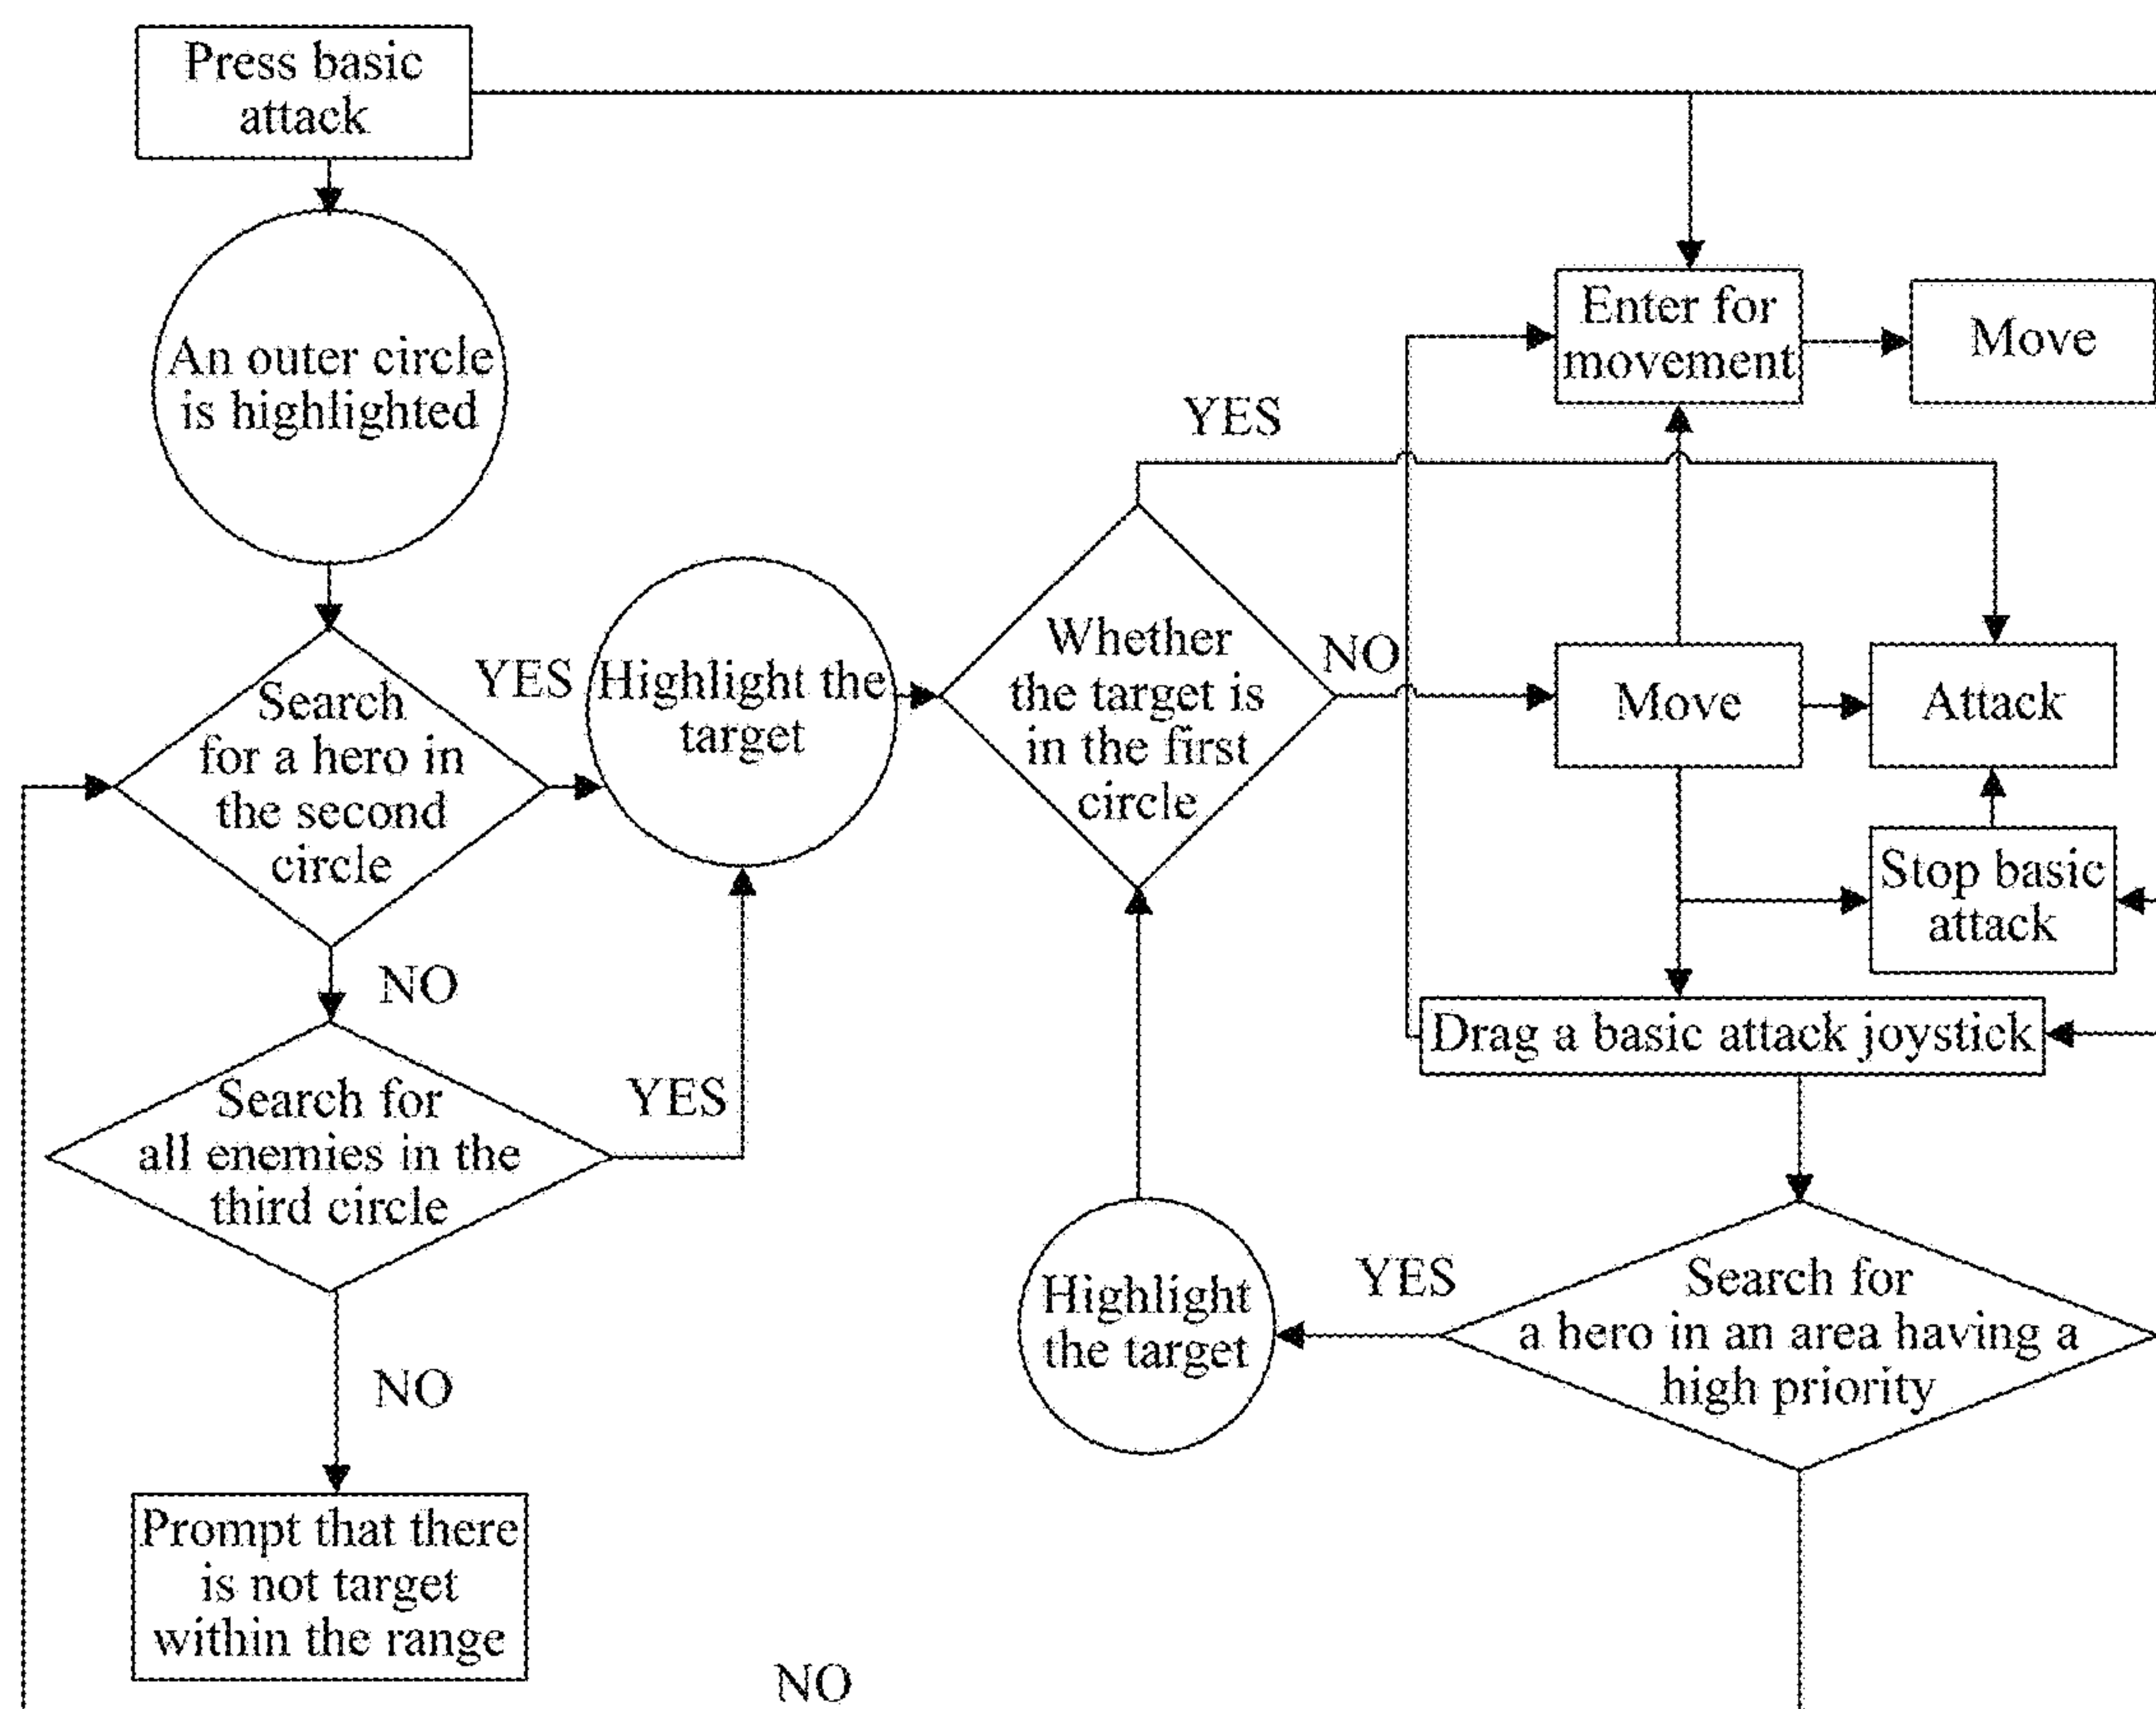 Press basic
attack
An outer circle
is highlighted
Search
for a hero in
the second
circle
YES
NO
Search for
all enemies in the
third circle
YES
NO
Prompt that there
is not target
within the range
Highlight the
target
Whether
the target is
in the first
circle
YES
NO
Enter for
movement
Move
Move
Attack
Stop basic
attack
Drag a basic attack joystick
Search for
a hero in an area having a
high priority
YES
Highlight
the target
NO